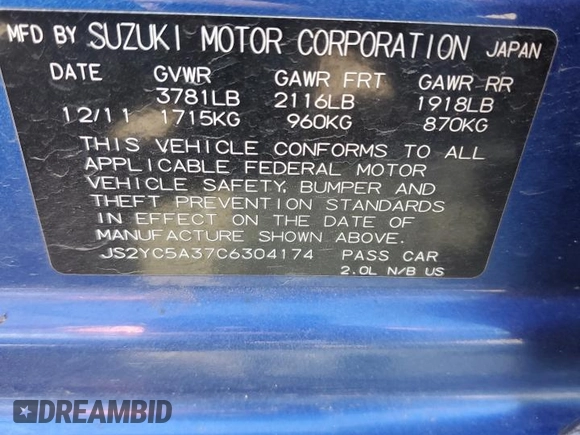 MFD BY SUZUKI MOTOR CORPORATION JAPAN
DATE GVWR GAWR FRT GAWR RR
3781LB 2116LB 1918LB
12/11 1715KG 960KG 870KG
THIS VEHICLE CONFORMS TO ALL
APPLICABLE FEDERAL MOTOR
VEHICLE SAFETY, BUMPER AND
THEFT PREVENTION STANDARDS
IN EFFECT ON THE DATE OF
MANUFACTURE SHOWN ABOVE.
JS2YC5A37C6304174 PASS CAR
2.0L N/B US
DREAMBID